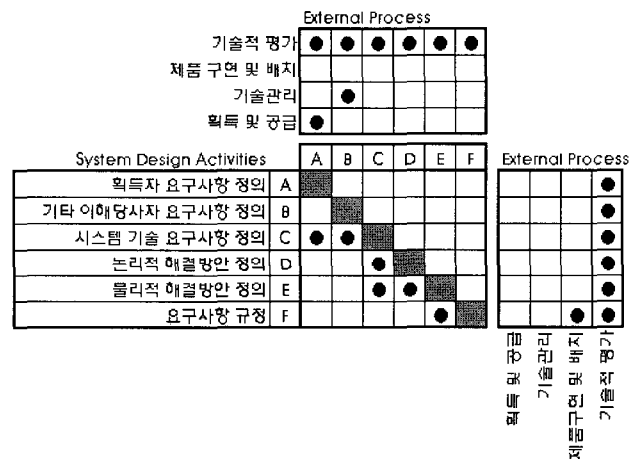 External Process
기술적 평가
제품 구현 및 배치
기술관리
획득 및 공급
System Design Activities A B C D E F External Process
획득자 요구사항 정의 A
기타 이해당사자 요구사항 정의 B
시스템 기술 요구사항 정의 C
논리적 해결방안 정의 D
물리적 해결방안 정의 E
요구사항 규정 F
획득 및 공급
기술관리
제품구현 및 배치
기술적 평가